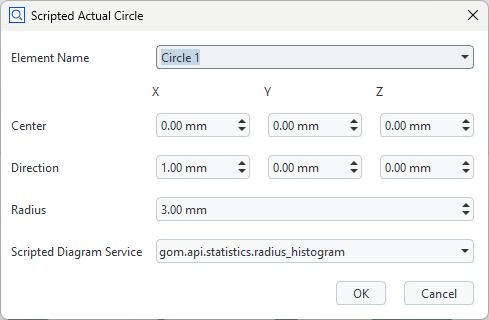 Scripted Actual Circle
Element Name Circle 1
X Y Z
Center 0.00 mm 0.00 mm 0.00 mm
Direction 1.00 mm 0.00 mm 0.00 mm
Radius 3.00 mm
Scripted Diagram Service gom.api.statistics.radius_histogram
OK Cancel